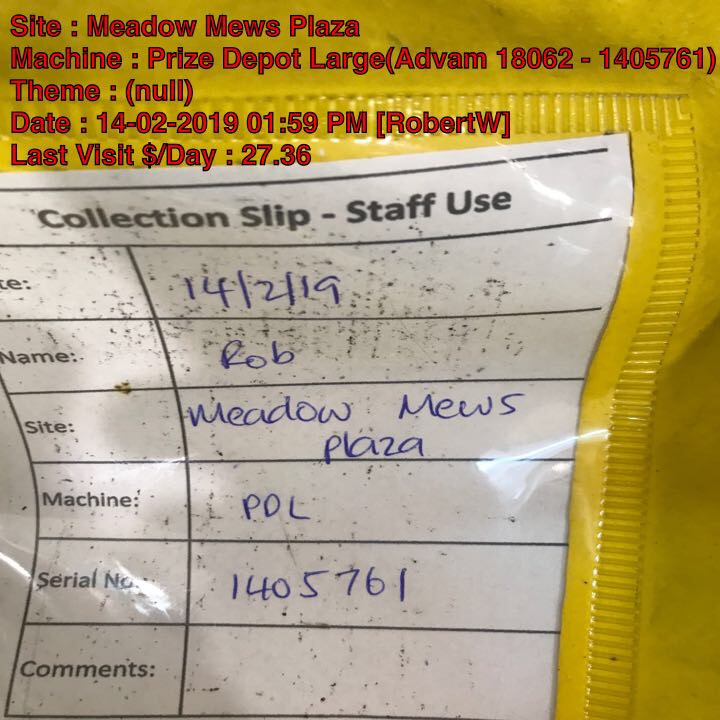 Site : Meadow Mews Plaza
Machine : Prize Depot Large(Advam 18062 - 1405761)
Theme : (null)
Date : 14-02-2019 01:59 PM [RobertW]
Last Visit $/Day : 27.36
Collection Slip - Staff Use
te: 14/2/19
Name: Rob
Site: Meadow Mews
Plaza
Machine: PDL
Serial No. 1405761
Comments: